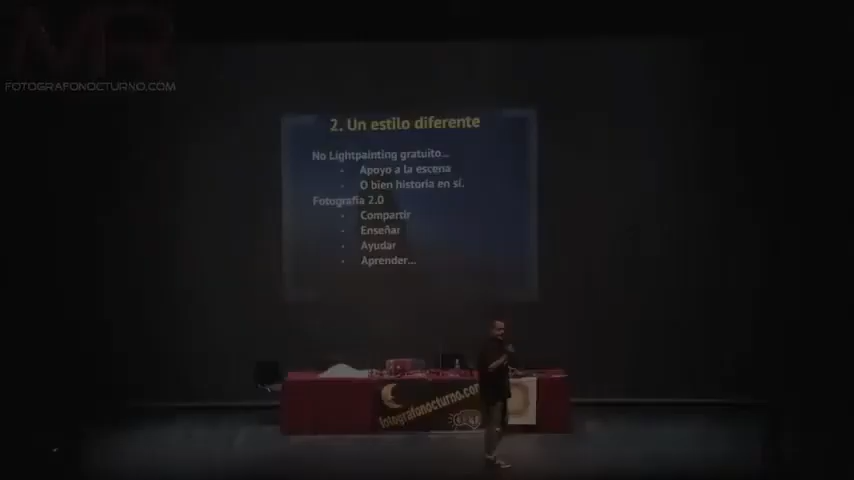 MR
FOTOGRAFONOCTURNO.COM
2. Un estilo diferente
No Lightpainting gratuito...
- Apoyo a la escena
- O bien historia en sí.
Fotografía 2.0
- Compartir
- Enseñar
- Ayudar
- Aprender...
fotografonocturno.com